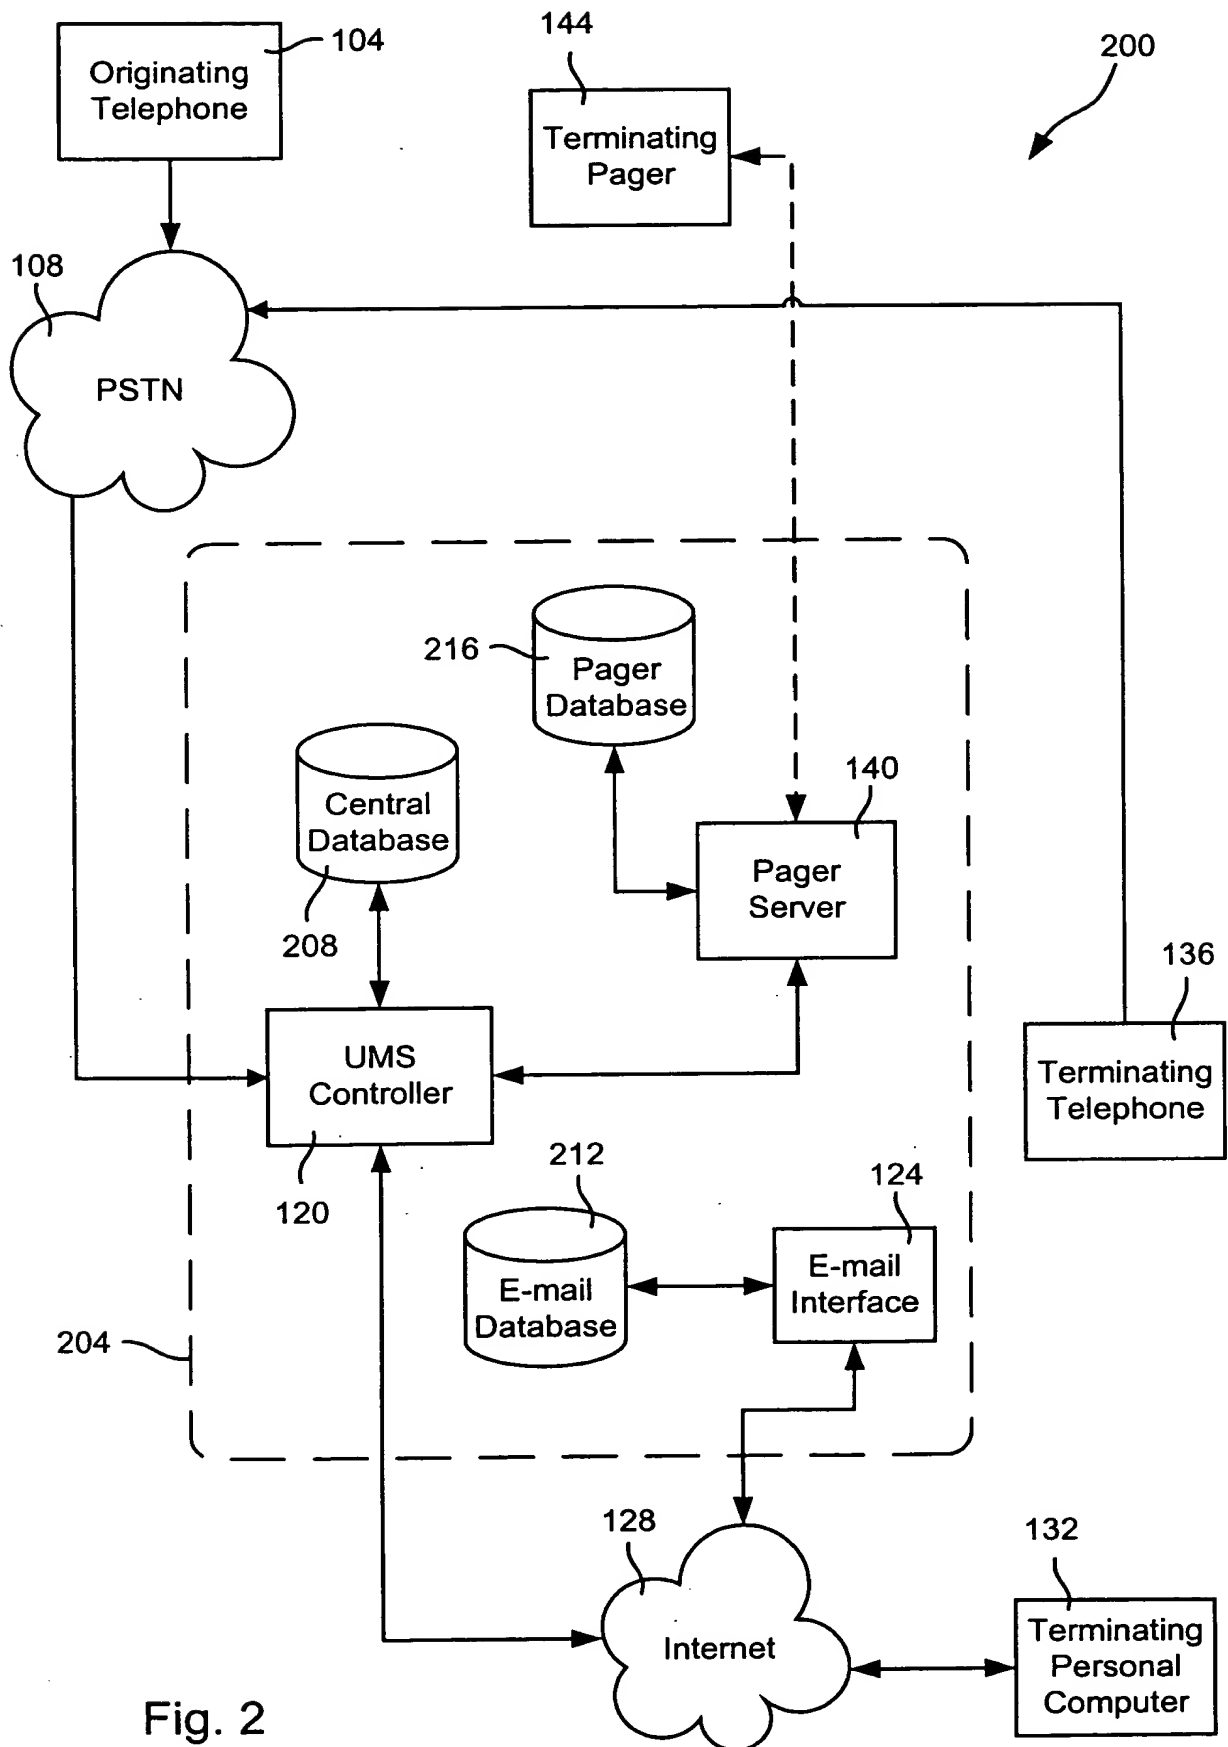 104
144
200
Originating
Telephone
Terminating
Pager
108
PSTN
216
Pager
Database
140
Central
Database
Pager
Server
208
136
UMS
Controller
Terminating
Telephone
212
124
120
E-mail
Database
E-mail
Interface
204
128
132
Internet
Terminating
Personal
Computer
Fig. 2